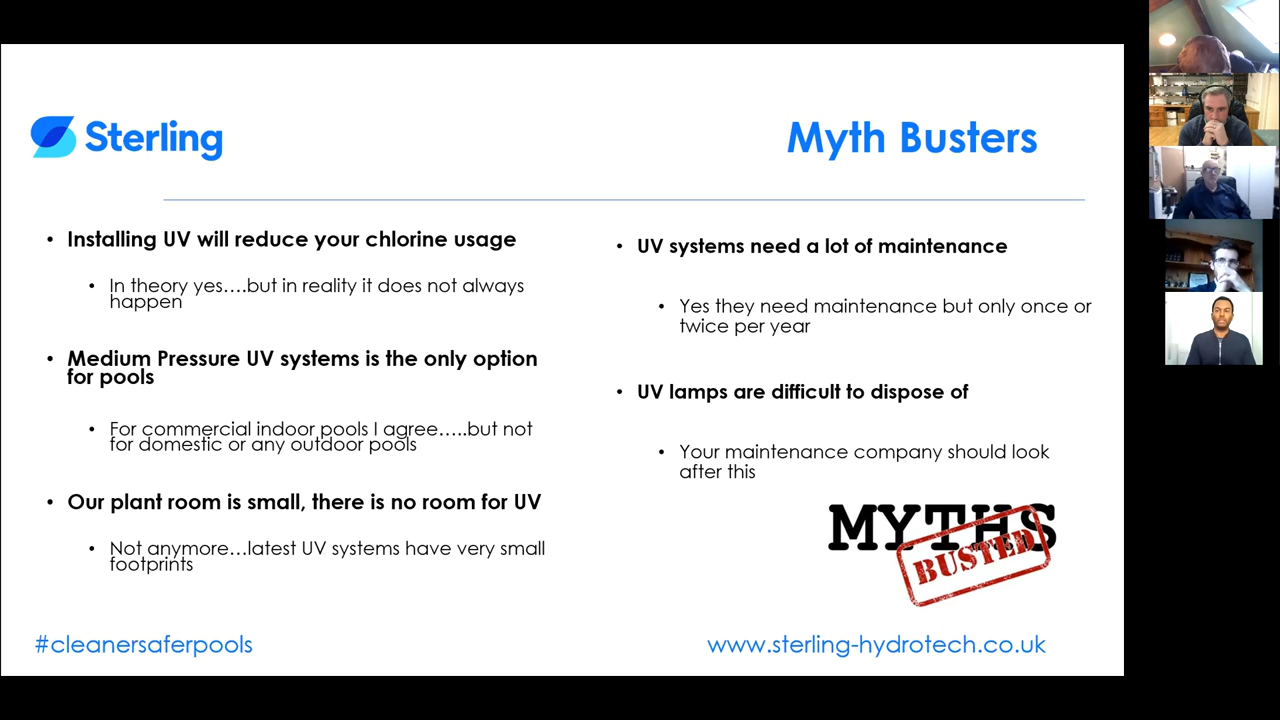 Sterling
Myth Busters
• Installing UV will reduce your chlorine usage
• In theory yes….but in reality it does not always
happen
• Medium Pressure UV systems is the only option
for pools
• For commercial indoor pools I agree…..but not
for domestic or any outdoor pools
• Our plant room is small, there is no room for UV
• Not anymore…latest UV systems have very small
footprints
• UV systems need a lot of maintenance
• Yes they need maintenance but only once or
twice per year
• UV lamps are difficult to dispose of
• Your maintenance company should look
after this
MYTHS
BUSTED
#cleanersaferpools
www.sterling-hydrotech.co.uk